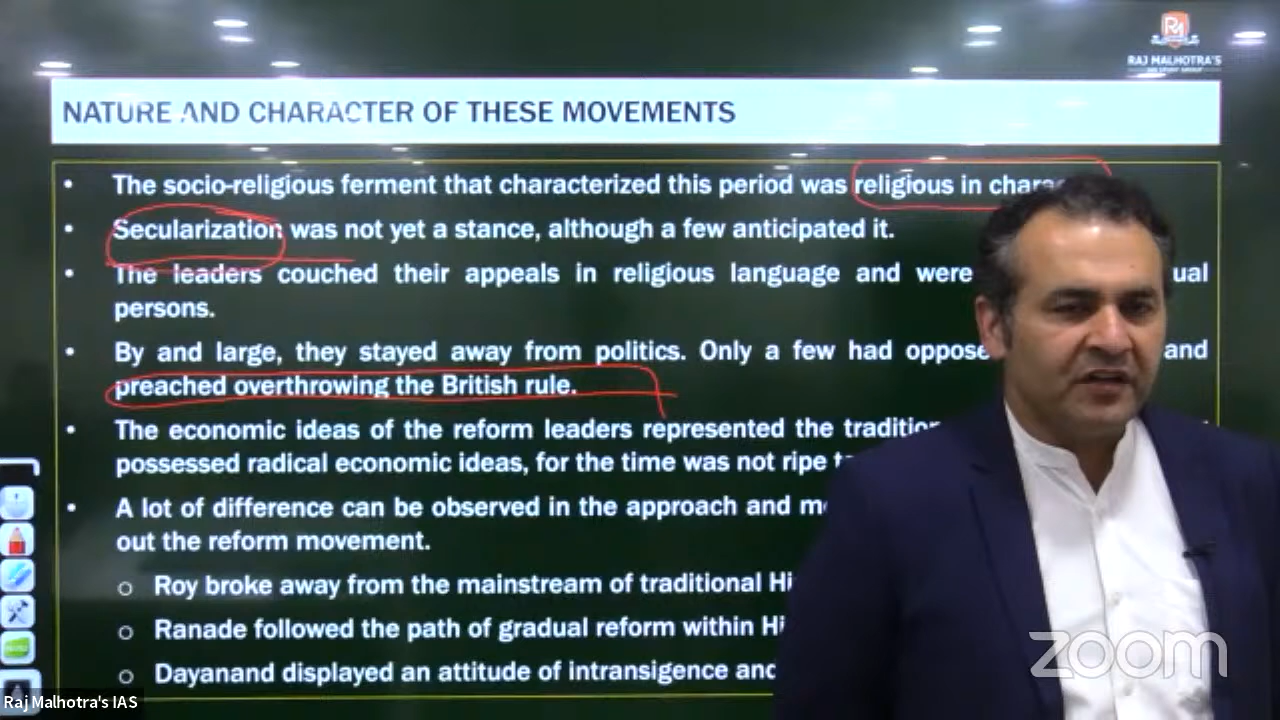 RM
RAJ MALHOTRA'S
NATURE AND CHARACTER OF THESE MOVEMENTS
• The socio-religious ferment that characterized this period was religious in
• Secularization was not yet a stance, although a few anticipated it.
• The leaders couched their appeals in religious language and were
persons.
• By and large, they stayed away from politics. Only a few had and
preached overthrowing the British rule.
• The economic ideas of the reform leaders represented the
possessed radical economic ideas, for the time was not ripe
• A lot of difference can be observed in the approach and
out the reform movement.
o Roy broke away from the mainstream of traditional
o Ranade followed the path of gradual reform within
o Dayanand displayed an attitude of intransigence and
zoom
Raj Malhotra's IAS